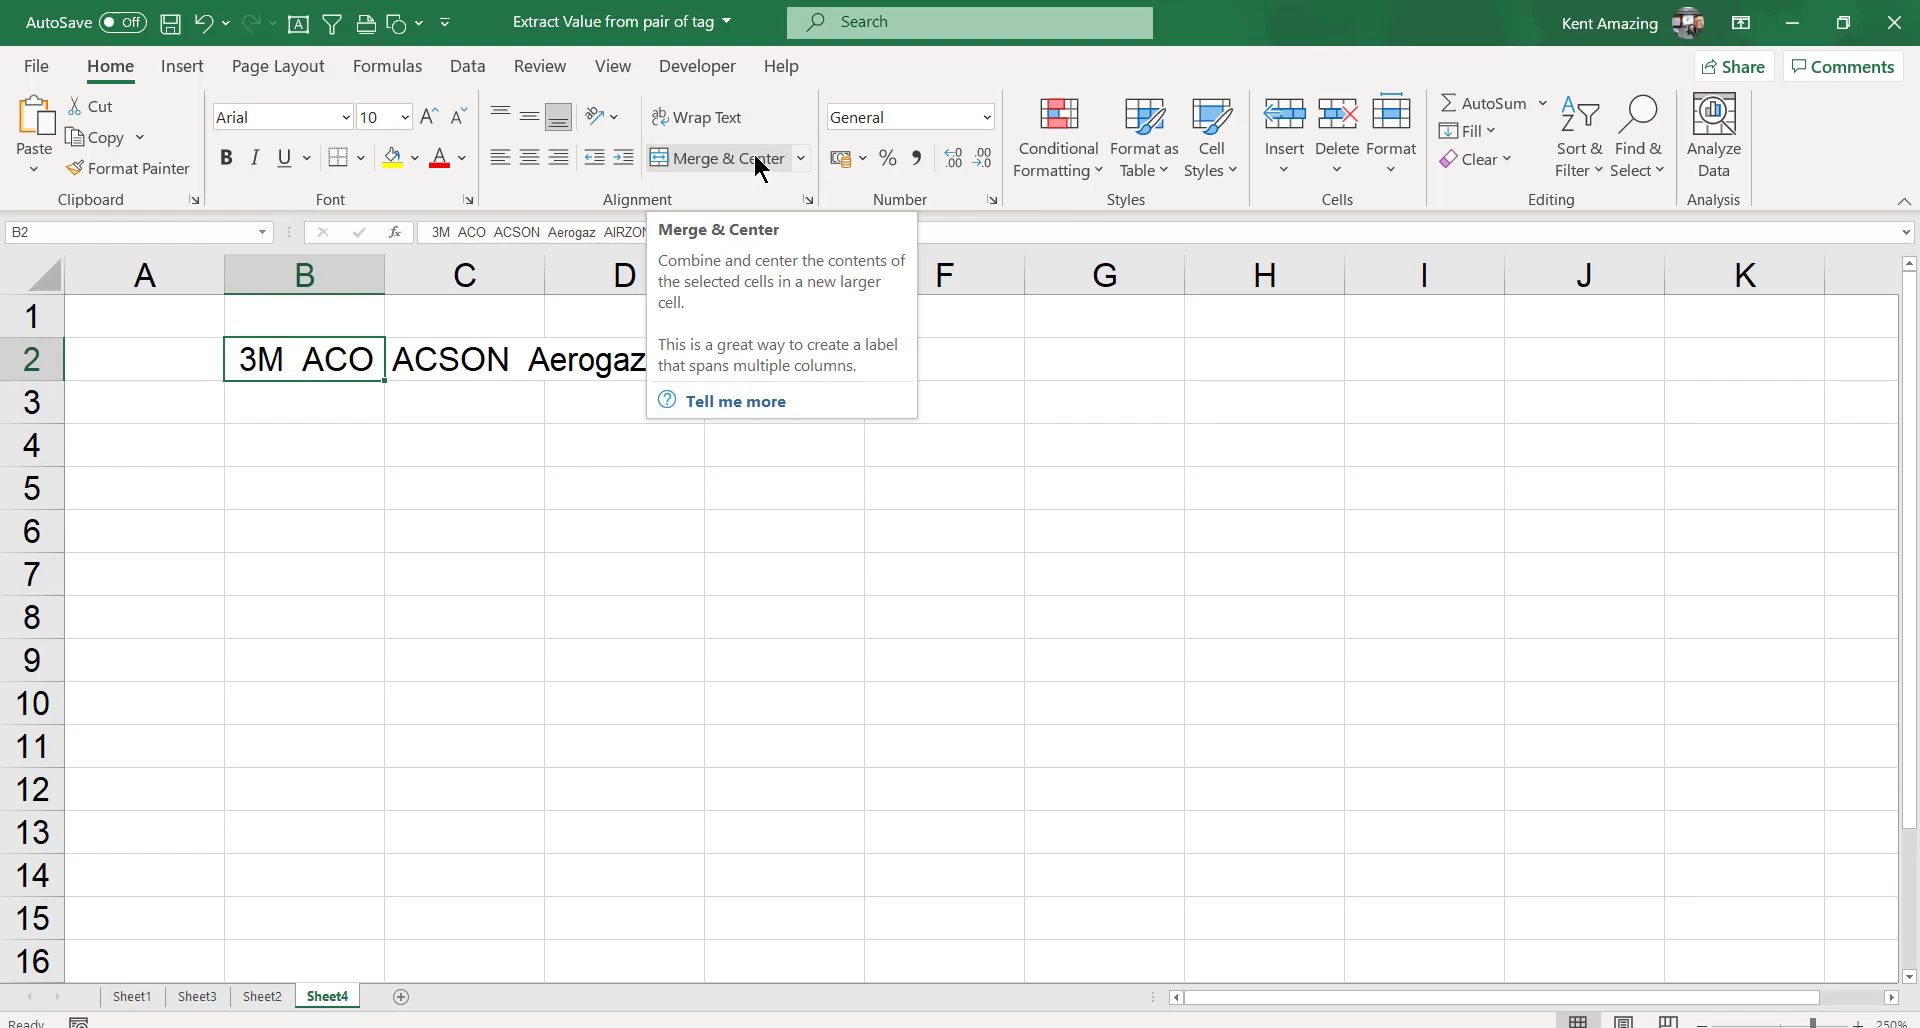 AutoSave Off Extract Value from pair of tag Search Kent Amazing
File Home Insert Page Layout Formulas Data Review View Developer Help Share Comments
Paste Cut Copy Format Painter Clipboard
Arial 10 B I U A Font
Wrap Text Merge & Center Alignment
General % Number
Conditional Formatting Format as Table Cell Styles Styles
Insert Delete Format Cells
AutoSum Fill Clear Sort & Filter Find & Select Editing
Analyze Data Analysis
B2 fx 3M ACO ACSON Aerogaz
Merge & Center
Combine and center the contents of
the selected cells in a new larger
cell.
This is a great way to create a label
that spans multiple columns.
Tell me more
A B C D F G H I J K
1
2 3M ACO ACSON Aerogaz
3
4
5
6
7
8
9
10
11
12
13
14
15
16
Sheet1 Sheet3 Sheet2 Sheet4
Ready 250%